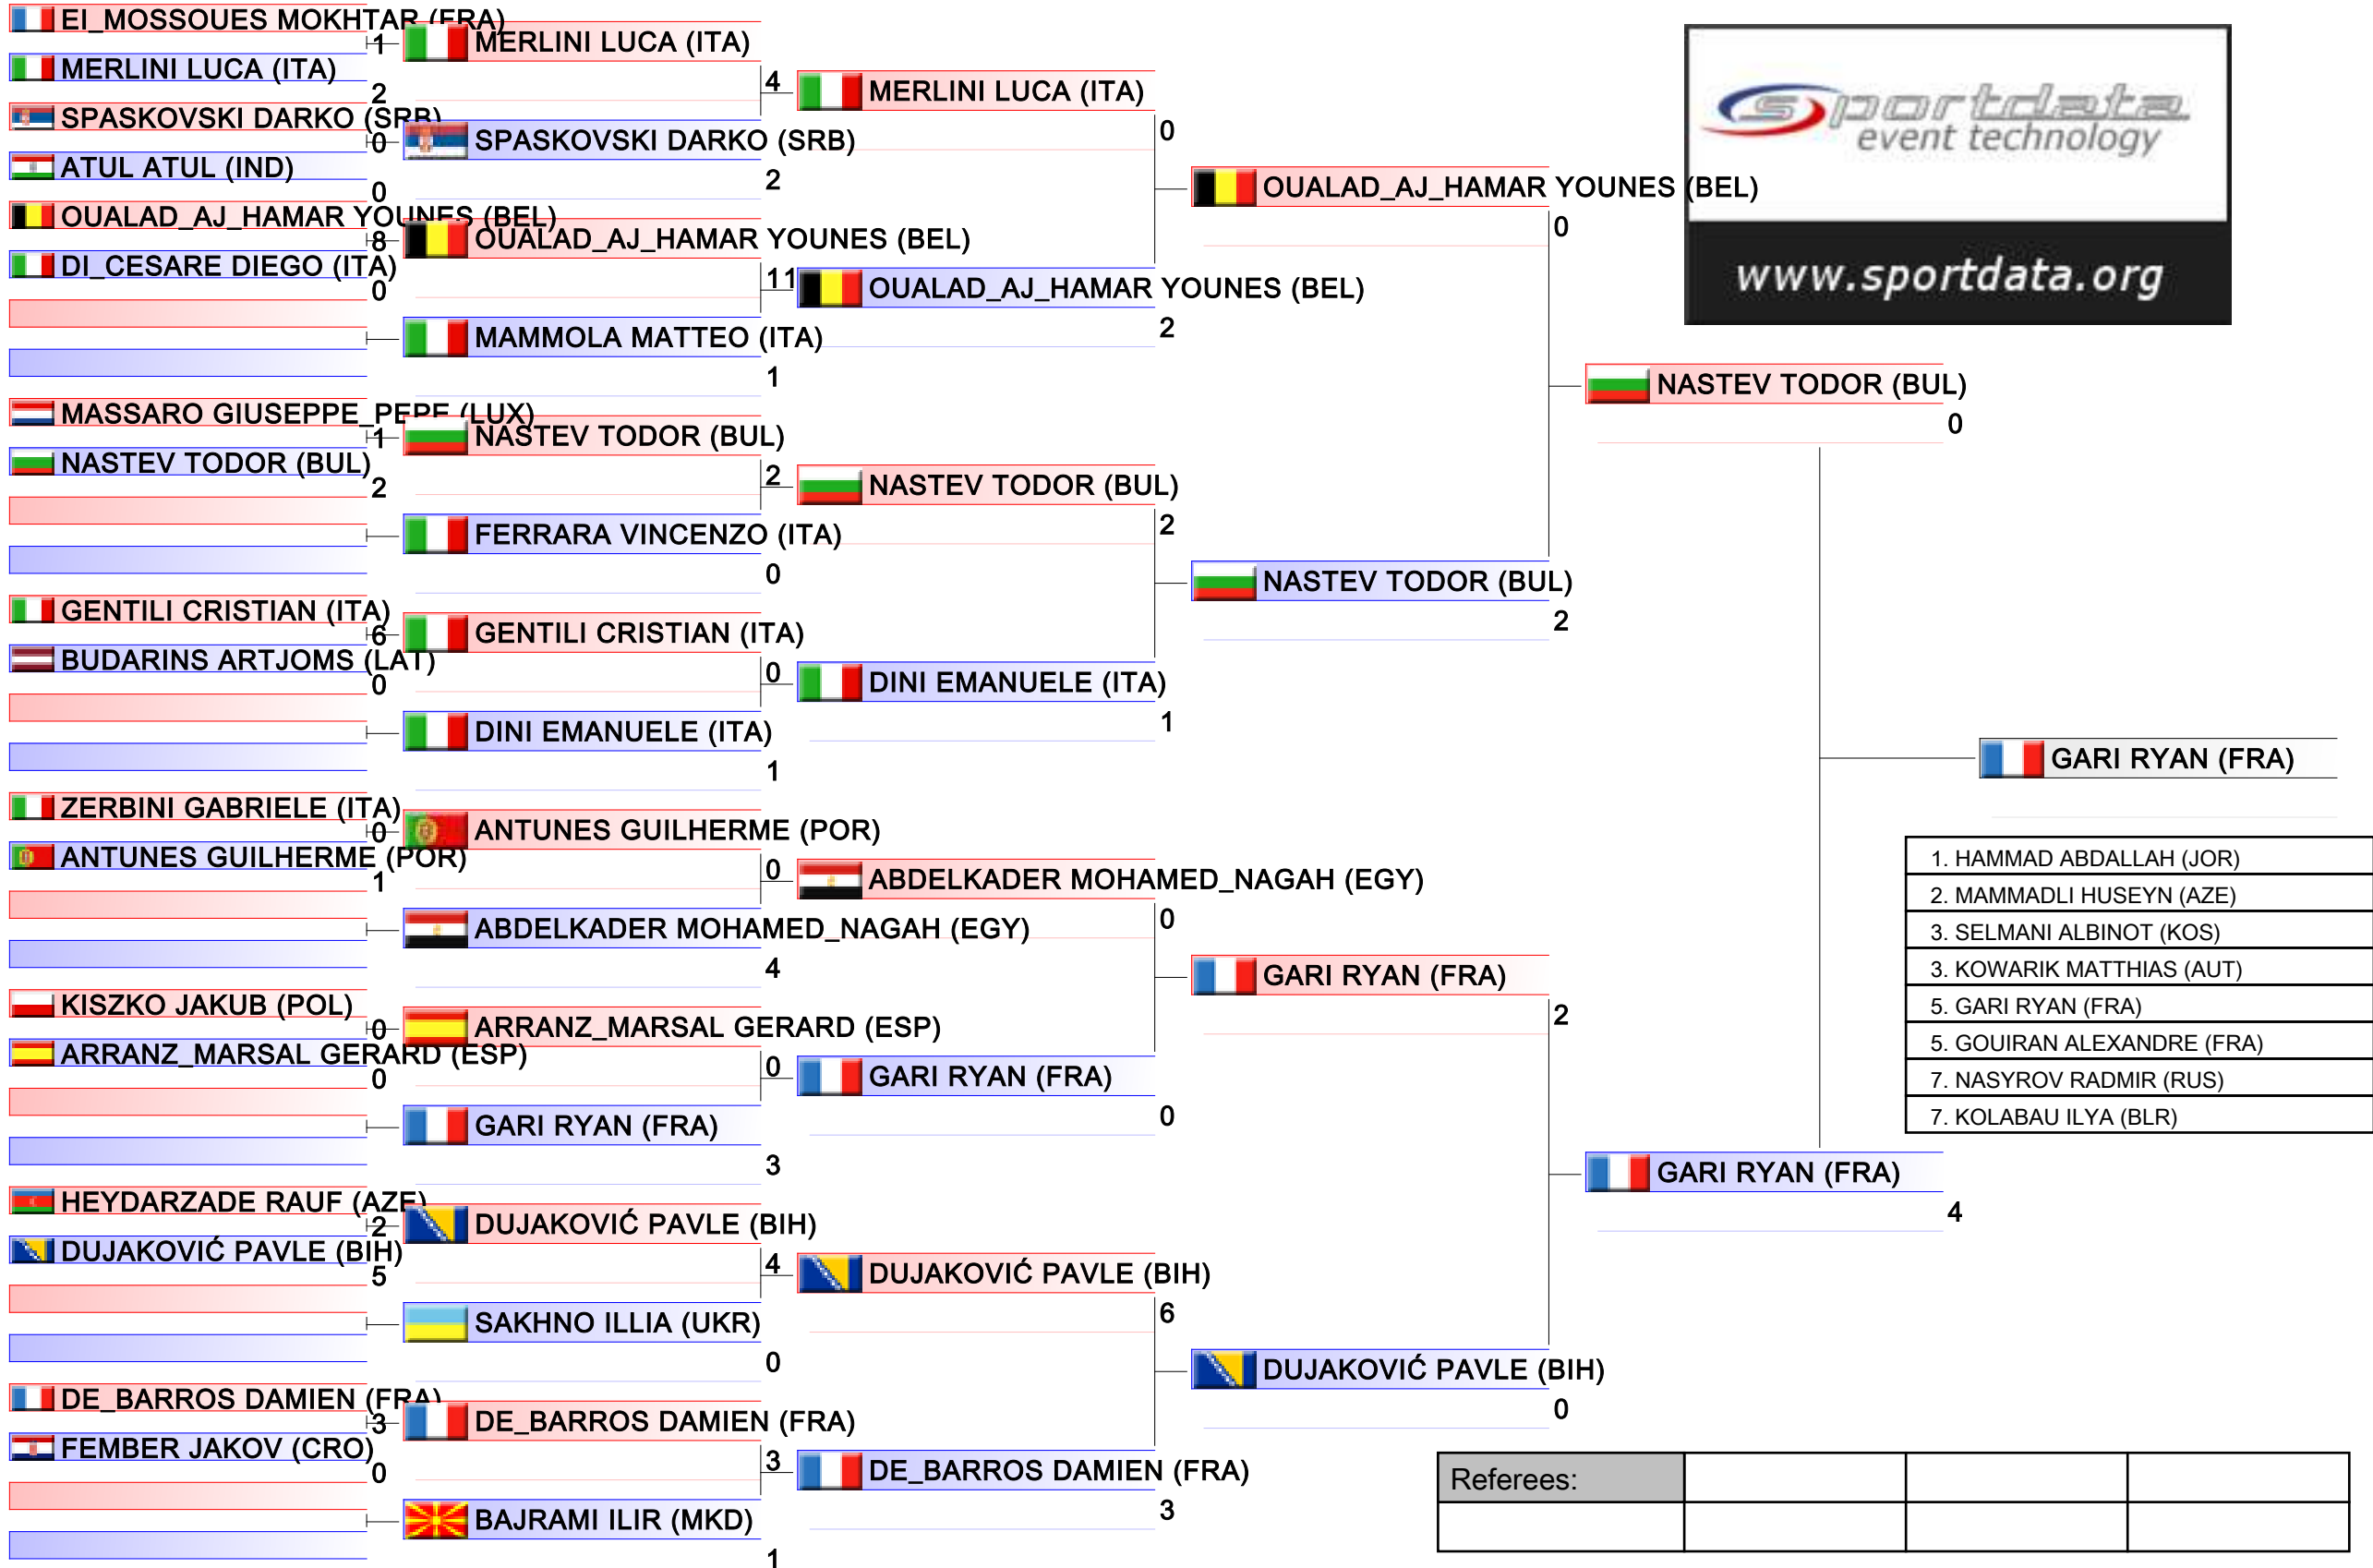 EI_MOSSOUES MOKHTAR (FRA)
1
MERLINI LUCA (ITA)
2
SPASKOVSKI DARKO (SRB)
0
ATUL ATUL (IND)
0
OUALAD_AJ_HAMAR YOUNES (BEL)
8
DI_CESARE DIEGO (ITA)
0
MASSARO GIUSEPPE_PEPE (LUX)
1
NASTEV TODOR (BUL)
2
GENTILI CRISTIAN (ITA)
6
BUDARINS ARTJOMS (LAT)
0
ZERBINI GABRIELE (ITA)
0
ANTUNES GUILHERME (POR)
1
KISZKO JAKUB (POL)
0
ARRANZ_MARSAL GERARD (ESP)
0
HEYDARZADE RAUF (AZE)
2
DUJAKOVIĆ PAVLE (BIH)
5
DE_BARROS DAMIEN (FRA)
3
FEMBER JAKOV (CRO)
0
MERLINI LUCA (ITA)
4
SPASKOVSKI DARKO (SRB)
2
OUALAD_AJ_HAMAR YOUNES (BEL)
11
MAMMOLA MATTEO (ITA)
1
NASTEV TODOR (BUL)
2
FERRARA VINCENZO (ITA)
0
GENTILI CRISTIAN (ITA)
0
DINI EMANUELE (ITA)
1
ANTUNES GUILHERME (POR)
0
ABDELKADER MOHAMED_NAGAH (EGY)
4
ARRANZ_MARSAL GERARD (ESP)
0
GARI RYAN (FRA)
3
DUJAKOVIĆ PAVLE (BIH)
4
SAKHNO ILLIA (UKR)
0
DE_BARROS DAMIEN (FRA)
3
BAJRAMI ILIR (MKD)
1
MERLINI LUCA (ITA)
0
OUALAD_AJ_HAMAR YOUNES (BEL)
2
NASTEV TODOR (BUL)
2
DINI EMANUELE (ITA)
1
ABDELKADER MOHAMED_NAGAH (EGY)
0
GARI RYAN (FRA)
0
DUJAKOVIĆ PAVLE (BIH)
6
DE_BARROS DAMIEN (FRA)
3
OUALAD_AJ_HAMAR YOUNES (BEL)
0
NASTEV TODOR (BUL)
2
GARI RYAN (FRA)
2
DUJAKOVIĆ PAVLE (BIH)
0
NASTEV TODOR (BUL)
0
GARI RYAN (FRA)
4
GARI RYAN (FRA)
sportdata
event technology
www.sportdata.org
1. HAMMAD ABDALLAH (JOR)
2. MAMMADLI HUSEYN (AZE)
3. SELMANI ALBINOT (KOS)
3. KOWARIK MATTHIAS (AUT)
5. GARI RYAN (FRA)
5. GOUIRAN ALEXANDRE (FRA)
7. NASYROV RADMIR (RUS)
7. KOLABAU ILYA (BLR)
Referees: